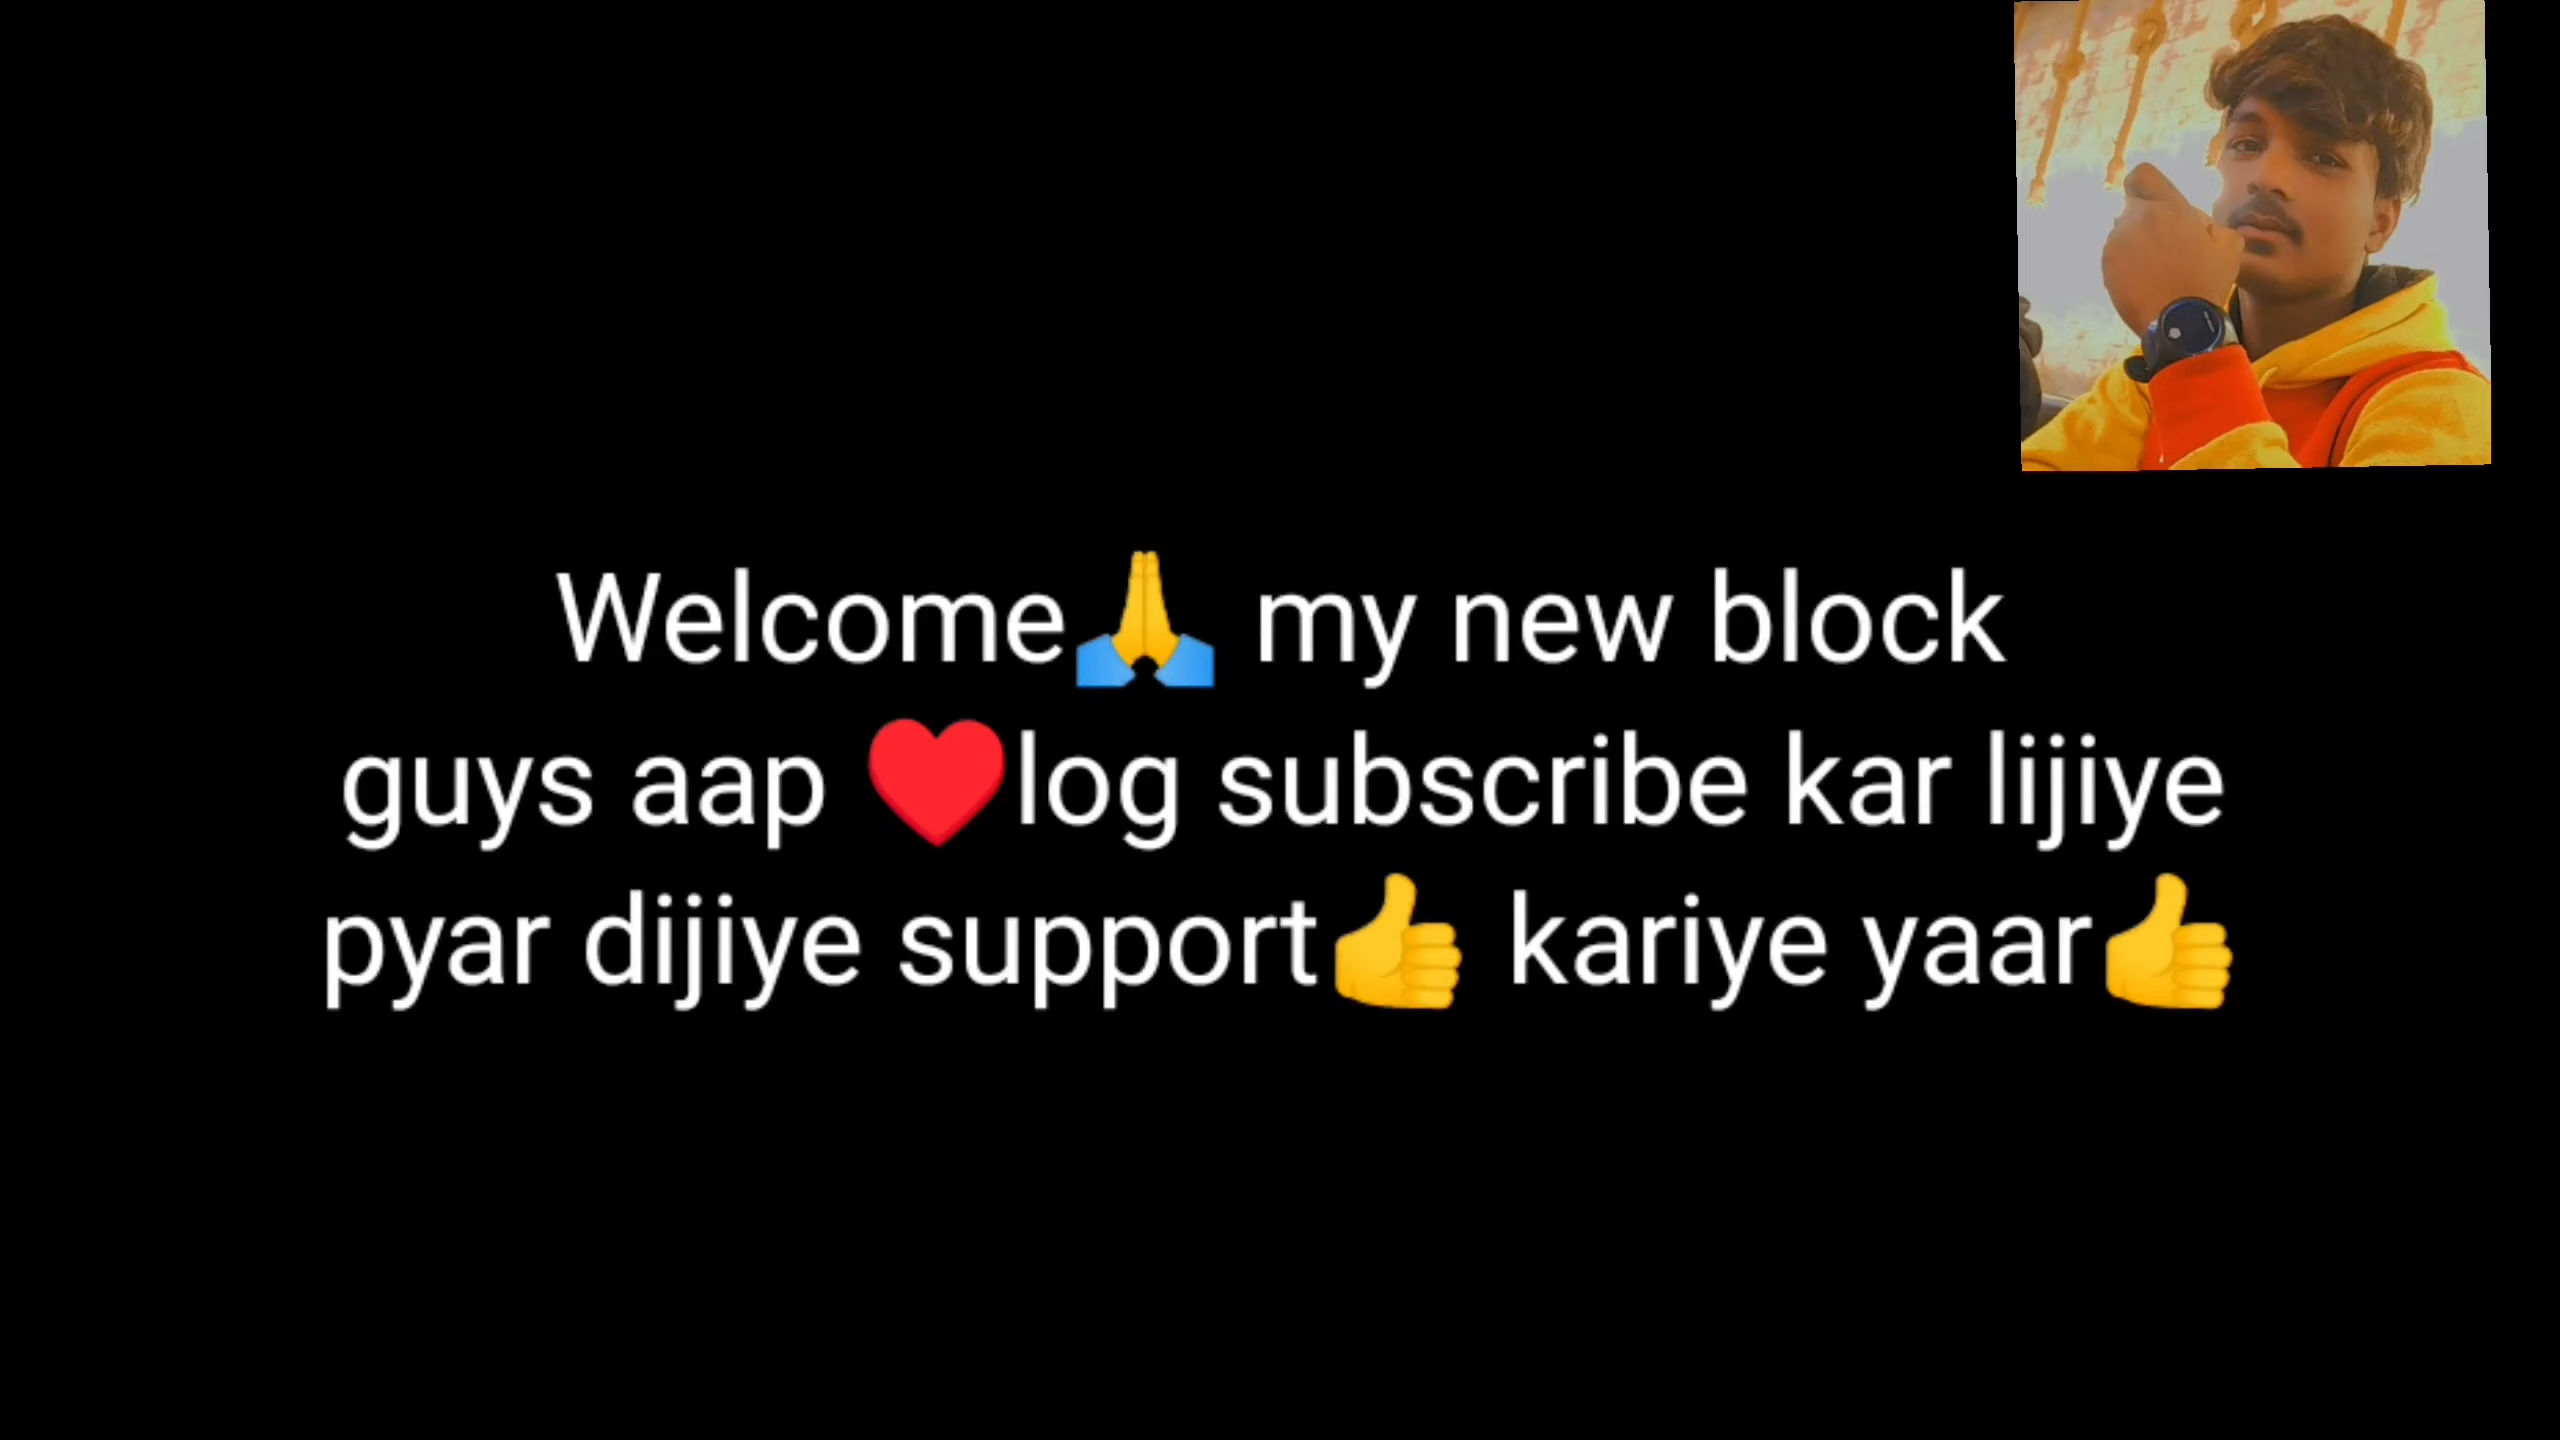 Welcome🙏 my new block
guys aap ♥️log subscribe kar lijiye
pyar dijiye support👍 kariye yaar👍